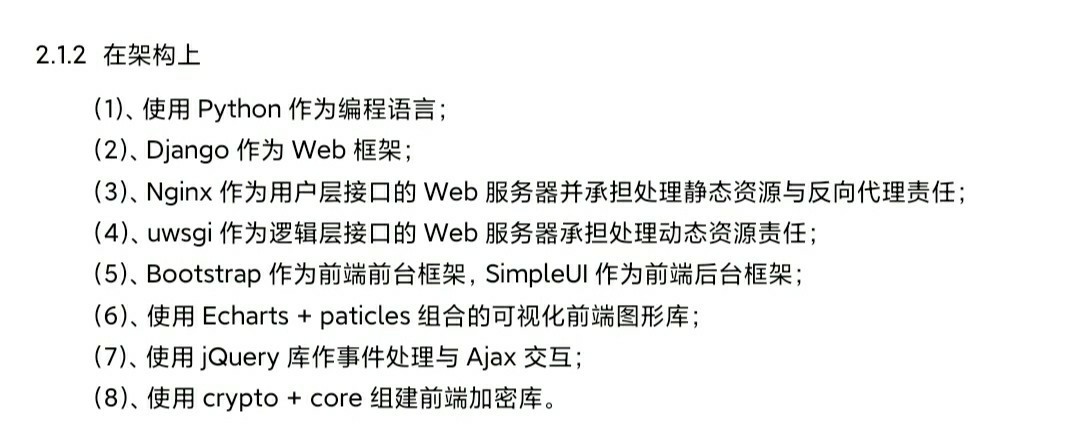 2.1.2 在架构上
(1)、使用 Python 作为编程语言；
(2)、Django 作为 Web 框架；
(3)、Nginx 作为用户层接口的 Web 服务器并承担处理静态资源与反向代理责任；
(4)、uwsgi 作为逻辑层接口的 Web 服务器承担处理动态资源责任；
(5)、Bootstrap 作为前端前台框架，SimpleUI 作为前端后台框架；
(6)、使用 Echarts + paticles 组合的可视化前端图形库；
(7)、使用 jQuery 库作事件处理与 Ajax 交互；
(8)、使用 crypto + core 组建前端加密库。